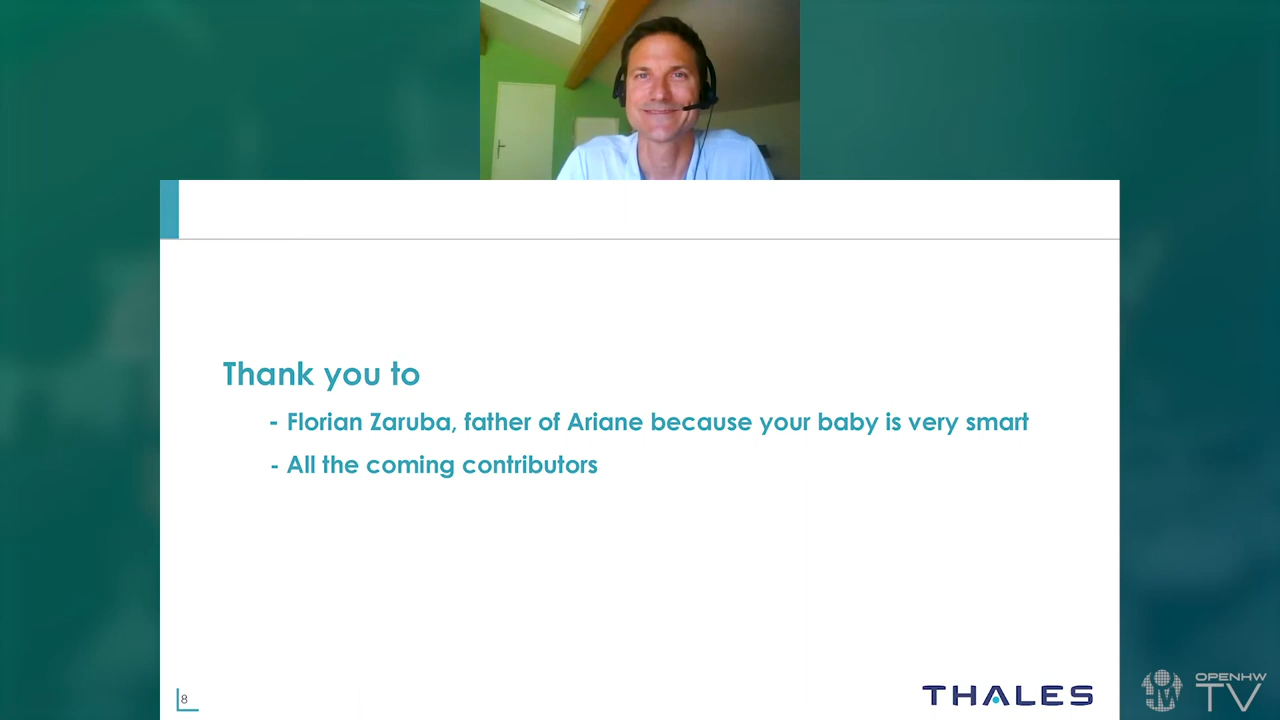 Thank you to
- Florian Zaruba, father of Ariane because your baby is very smart
- All the coming contributors
8
THALES
OPENHW
TV